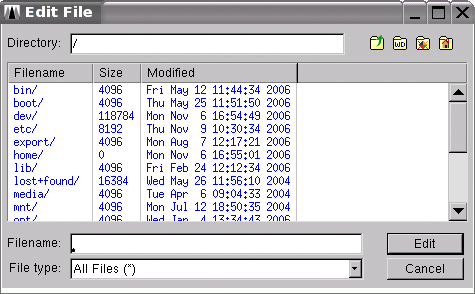 Edit File
Directory: /
WD
Filename Size Modified
bin/ 4096 Fri May 12 11:44:34 2006
boot/ 4096 Thu May 25 11:51:50 2006
dev/ 118784 Mon Nov 6 16:54:49 2006
etc/ 8192 Thu Nov 9 10:30:34 2006
export/ 4096 Mon Aug 7 12:17:21 2006
home/ 0 Mon Nov 6 16:55:01 2006
lib/ 4096 Fri Feb 24 12:12:34 2006
lost+found/ 16384 Wed May 26 11:56:10 2004
media/ 4096 Tue Apr 6 09:04:33 2004
mnt/ 4096 Mon Jul 12 18:50:35 2004
opt/ 4096 Wed Jan 4 13:34:43 2006
Filename: Edit
File type: All Files (*) Cancel